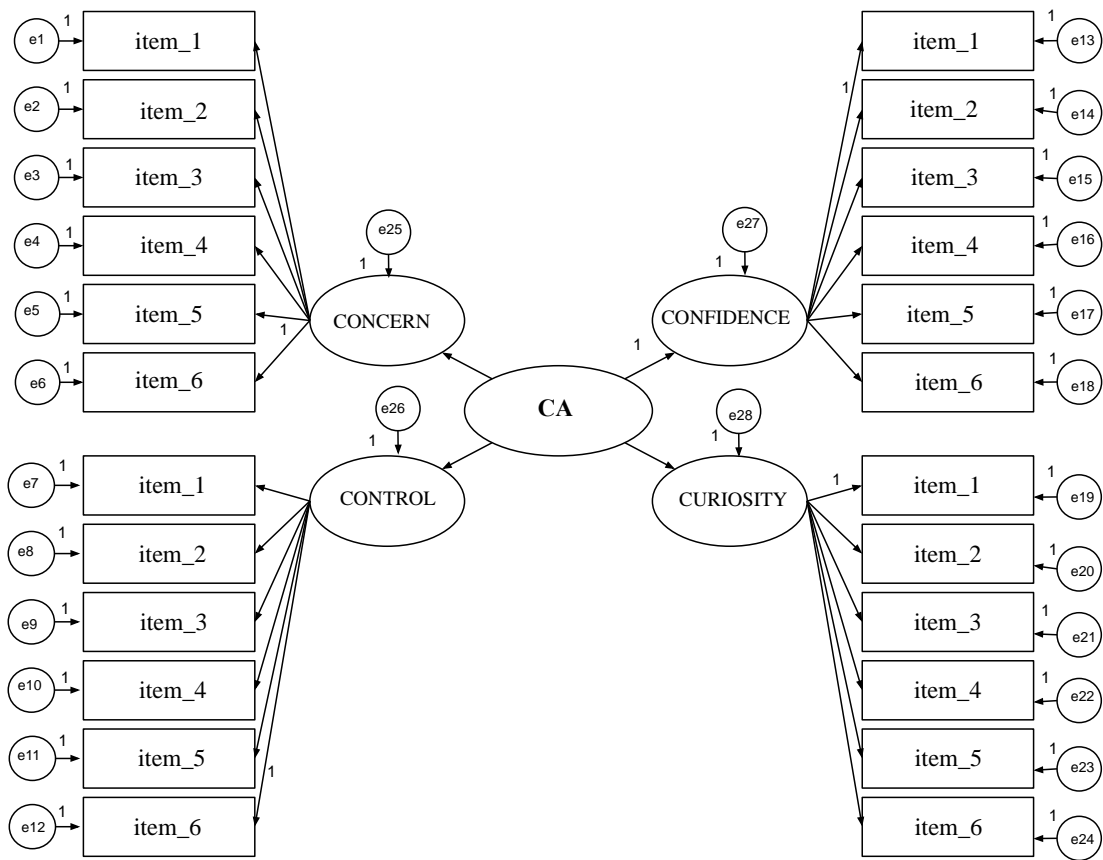 e1 1 item_1
e2 1 item_2
e3 1 item_3
e4 1 item_4
e5 1 item_5
e6 1 item_6
1
e25
1
CONCERN
e7 1 item_1
e8 1 item_2
e9 1 item_3
e10 1 item_4
e11 1 item_5
e12 1 item_6
1
e26
1
CONTROL
CA
1
e27
1
CONFIDENCE
1
item_1 1 e13
item_2 1 e14
item_3 1 e15
item_4 1 e16
item_5 1 e17
item_6 1 e18
e28
1
CURIOSITY
1
item_1 1 e19
item_2 1 e20
item_3 1 e21
item_4 1 e22
item_5 1 e23
item_6 1 e24